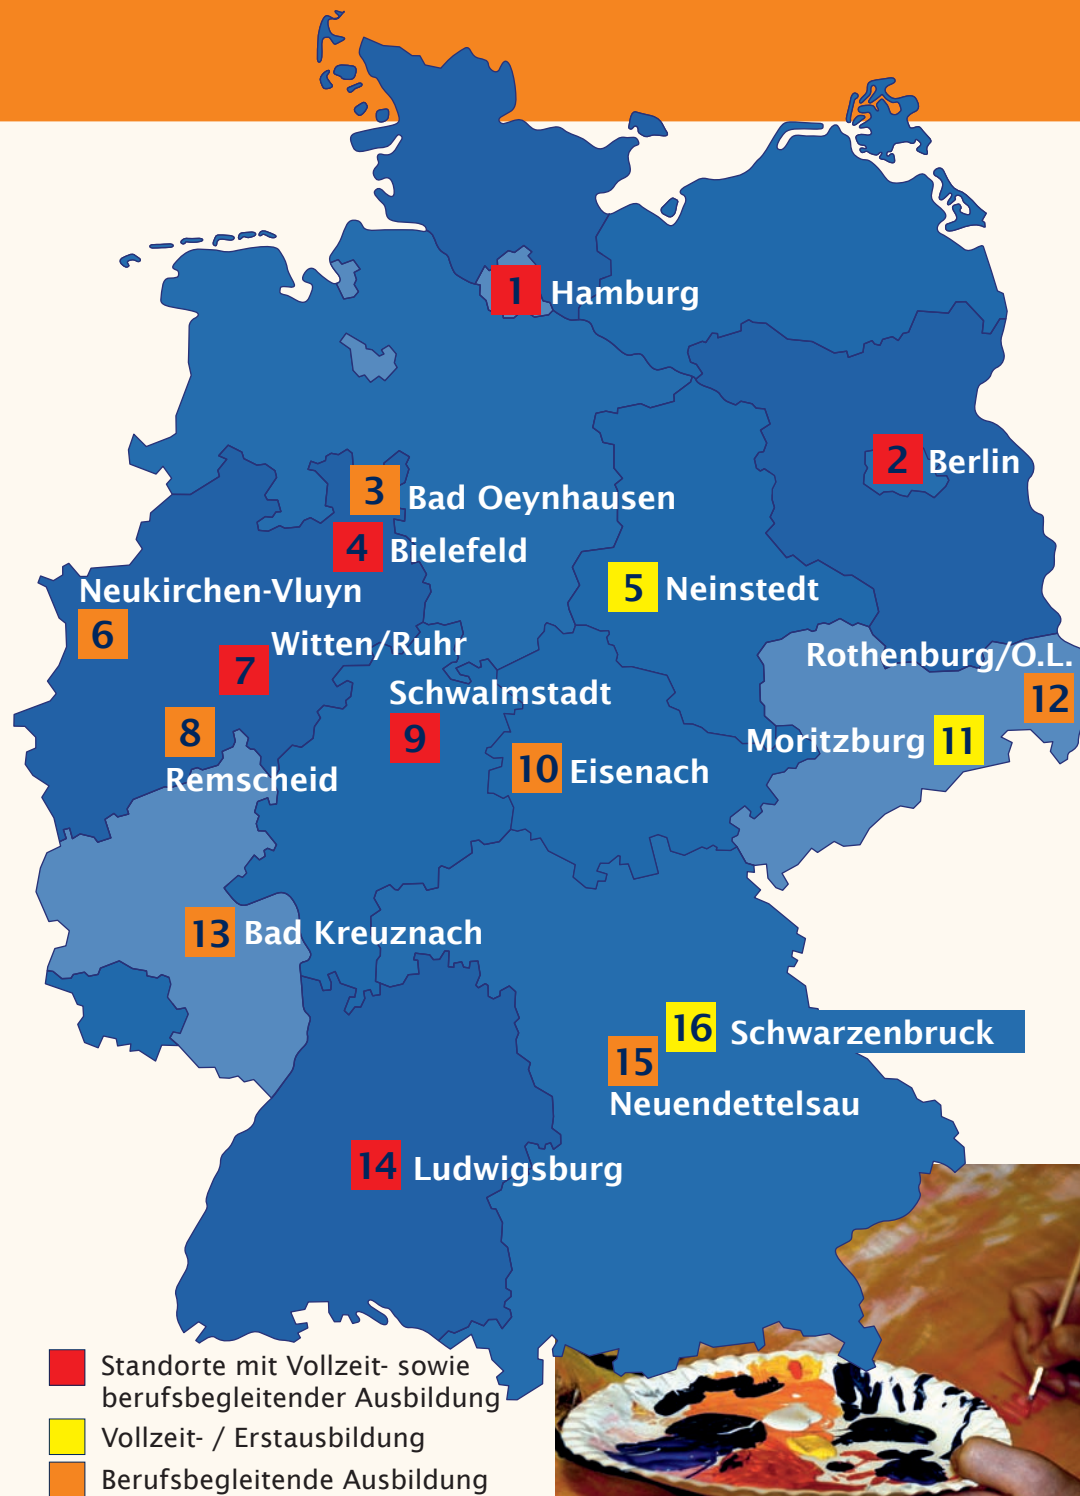 1 Hamburg
2 Berlin
3 Bad Oeynhausen
4 Bielefeld
5 Neinstedt
Neukirchen-Vluyn
6
Witten/Ruhr
7
Rothenburg/O.L.
12
Schwalmstadt
9
8
Remscheid
Moritzburg 11
10 Eisenach
13 Bad Kreuznach
16 Schwarzenbruck
15
Neuendettelsau
14 Ludwigsburg
Standorte mit Vollzeit- sowie
berufsbegleitender Ausbildung
Vollzeit- / Erstausbildung
Berufsbegleitende Ausbildung